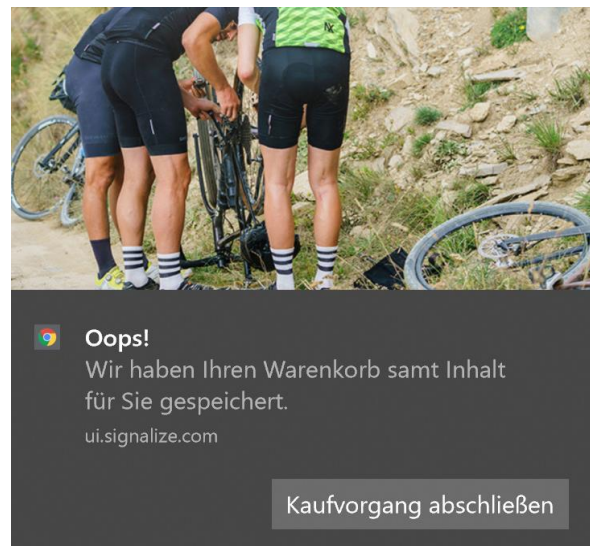 Oops!
Wir haben Ihren Warenkorb samt Inhalt
für Sie gespeichert.
ui.signalize.com
Kaufvorgang abschließen